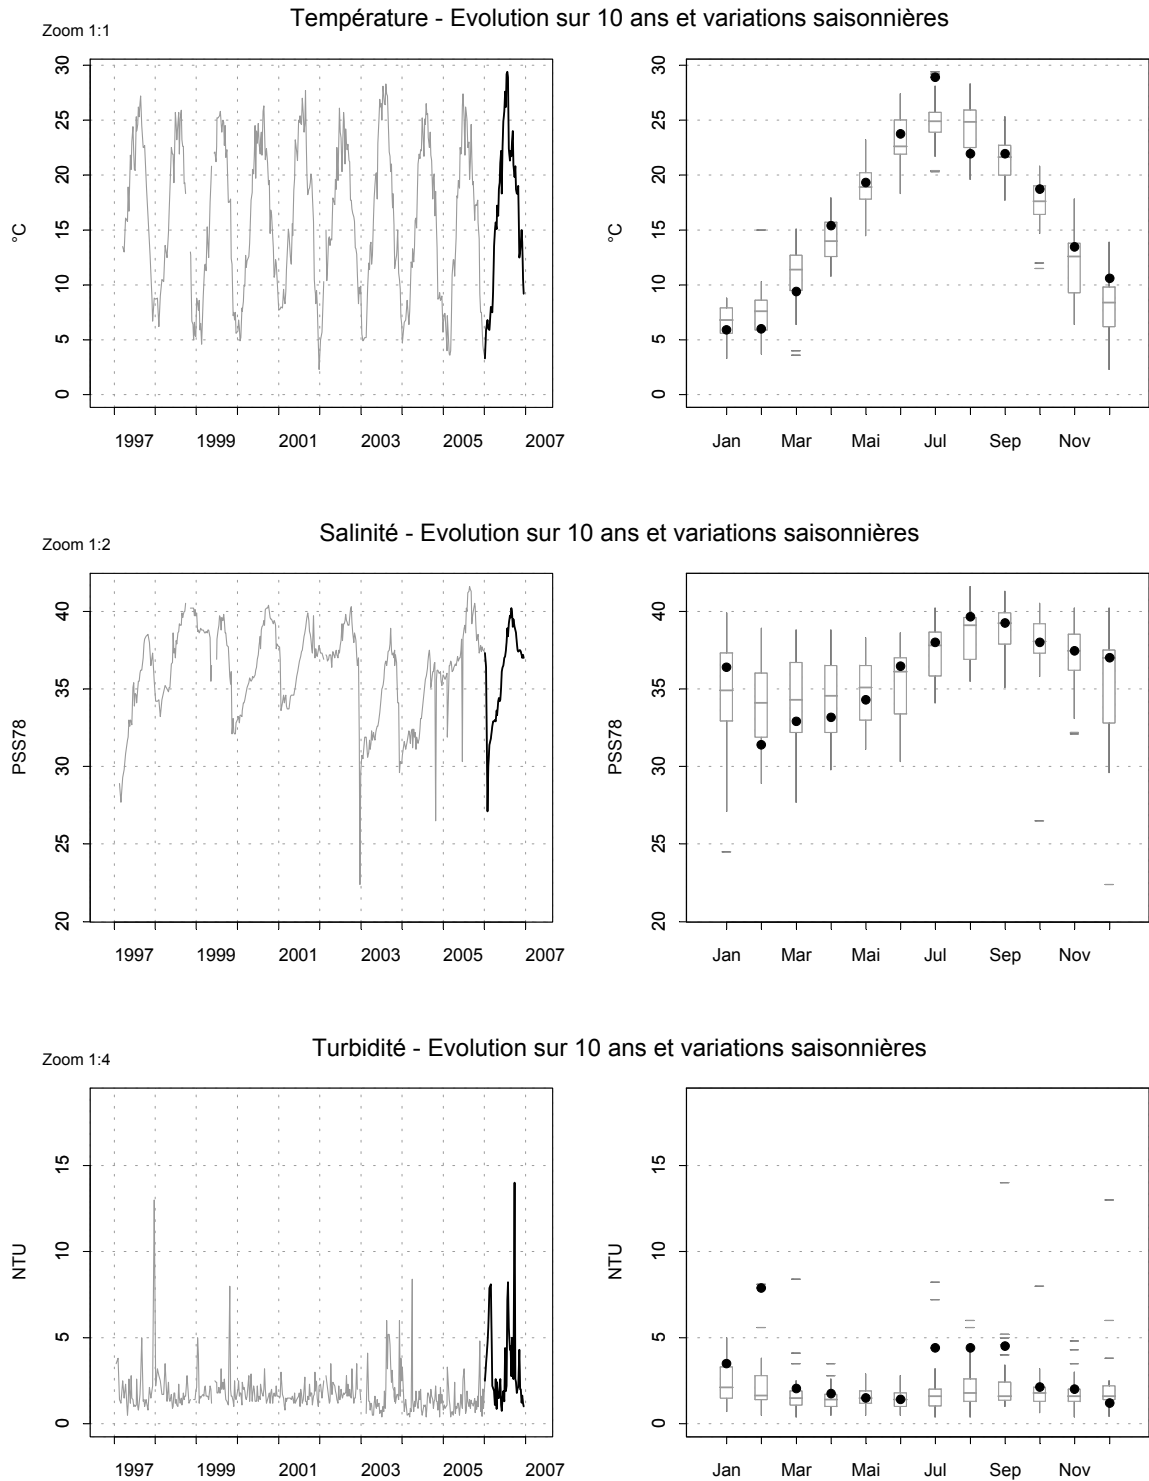 Température - Evolution sur 10 ans et variations saisonnières
Zoom 1:1
°C
30
25
20
15
10
5
0
1997 1999 2001 2003 2005 2007
°C
30
25
20
15
10
5
0
Jan Mar Mai Jul Sep Nov
Salinité - Evolution sur 10 ans et variations saisonnières
Zoom 1:2
PSS78
40
35
30
25
20
1997 1999 2001 2003 2005 2007
PSS78
40
35
30
25
20
Jan Mar Mai Jul Sep Nov
Turbidité - Evolution sur 10 ans et variations saisonnières
Zoom 1:4
NTU
15
10
5
0
1997 1999 2001 2003 2005 2007
NTU
15
10
5
0
Jan Mar Mai Jul Sep Nov